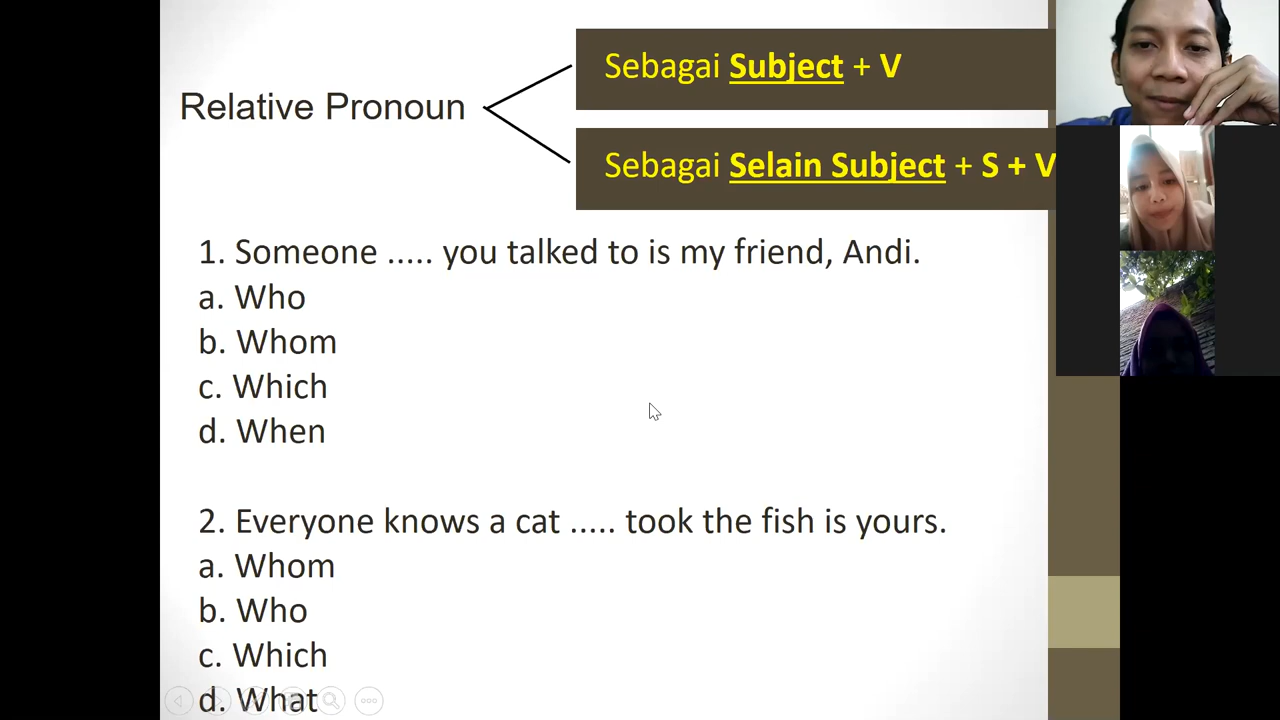 Sebagai Subject + V
Relative Pronoun
Sebagai Selain Subject + S + V
1. Someone ..... you talked to is my friend, Andi.
a. Who
b. Whom
c. Which
d. When
2. Everyone knows a cat ..... took the fish is yours.
a. Whom
b. Who
c. Which
d. What